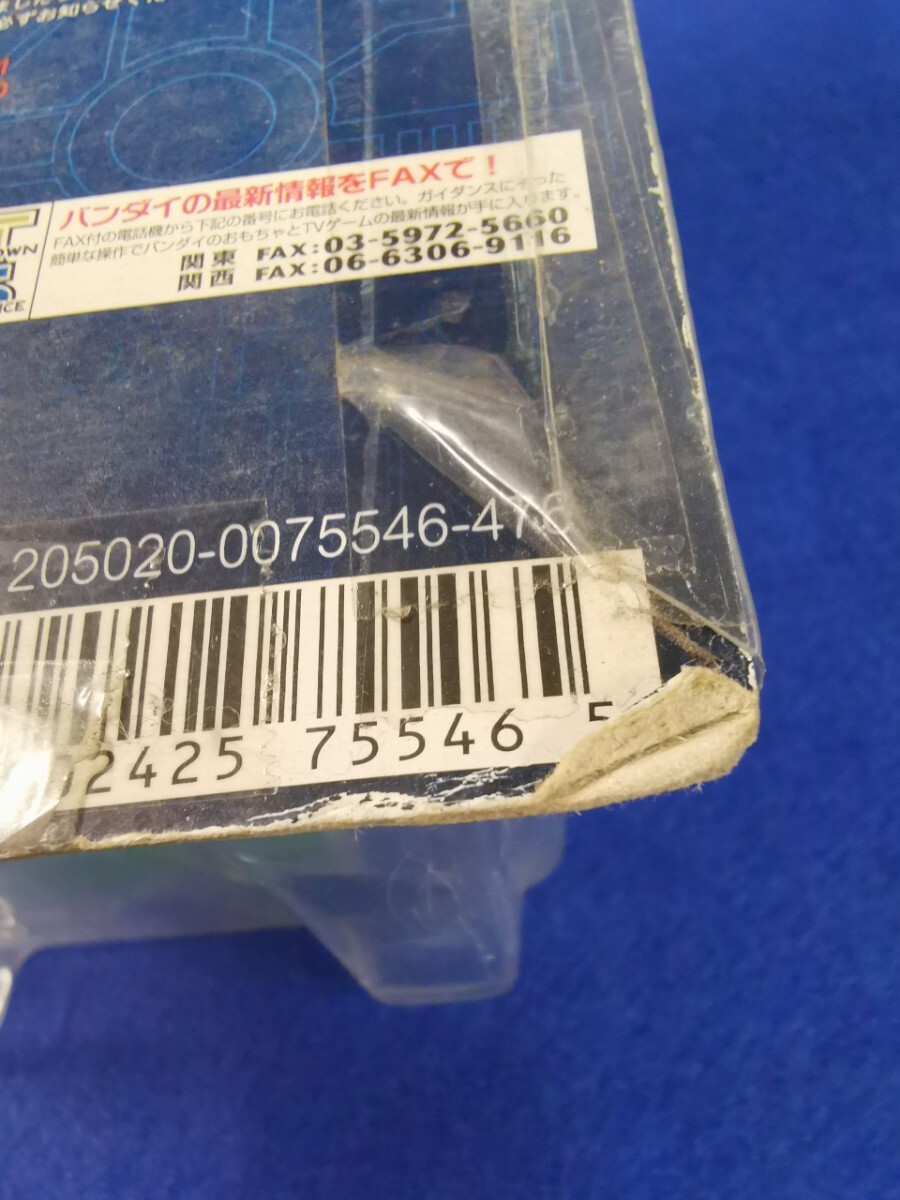 バンダイの最新情報をFAXで!
FAX付の電話機から下記の番号にお電話ください。ガイダンスにそった
簡単な操作でバンダイのおもちゃとTVゲームの最新情報が手に入ります。
関東 FAX:03-5972-5660
関西 FAX:06-6306-9116
205020-0075546-476
2425 75546 5